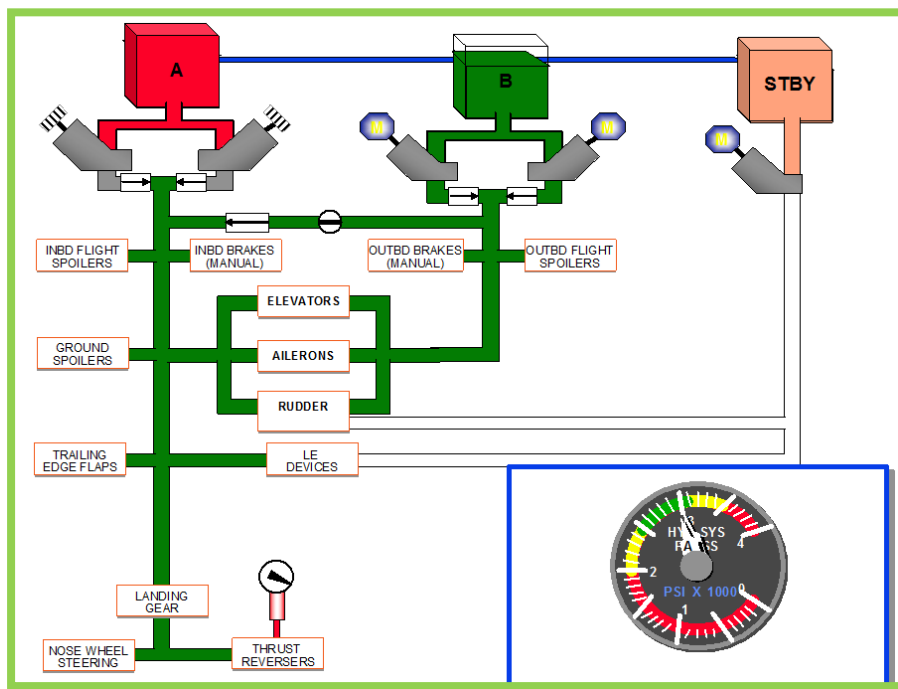 A
B
STBY
M
M
M
INBD FLIGHT
SPOILERS
INBD BRAKES
(MANUAL)
OUTBD BRAKES
(MANUAL)
OUTBD FLIGHT
SPOILERS
ELEVATORS
GROUND
SPOILERS
AILERONS
RUDDER
TRAILING
EDGE FLAPS
LE
DEVICES
LANDING
GEAR
NOSE WHEEL
STEERING
THRUST
REVERSERS
3
SYS
4
2
PSI X 1000
0
1